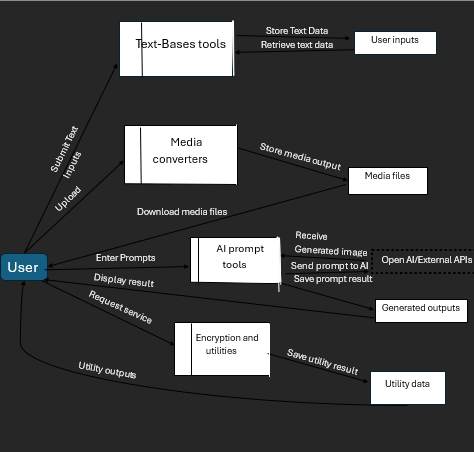 Text-Bases tools
Store Text Data
Retrieve text data
User inputs
Submit Text
Inputs
Upload
Media
converters
Store media output
Media files
Download media files
User
Enter Prompts
Display result
AI prompt
tools
Receive
Generated image
Send prompt to AI
Save prompt result
Open AI/External APIs
Generated outputs
Request service
Encryption and
utilities
Save utility result
Utility data
Utility outputs